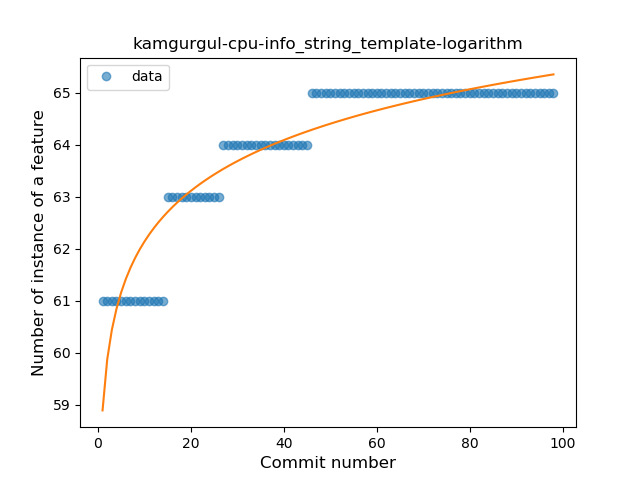 kamgurgul-cpu-info_string_template-logarithm
data
65
64
63
62
61
60
59
Number of instance of a feature
0 20 40 60 80 100
Commit number